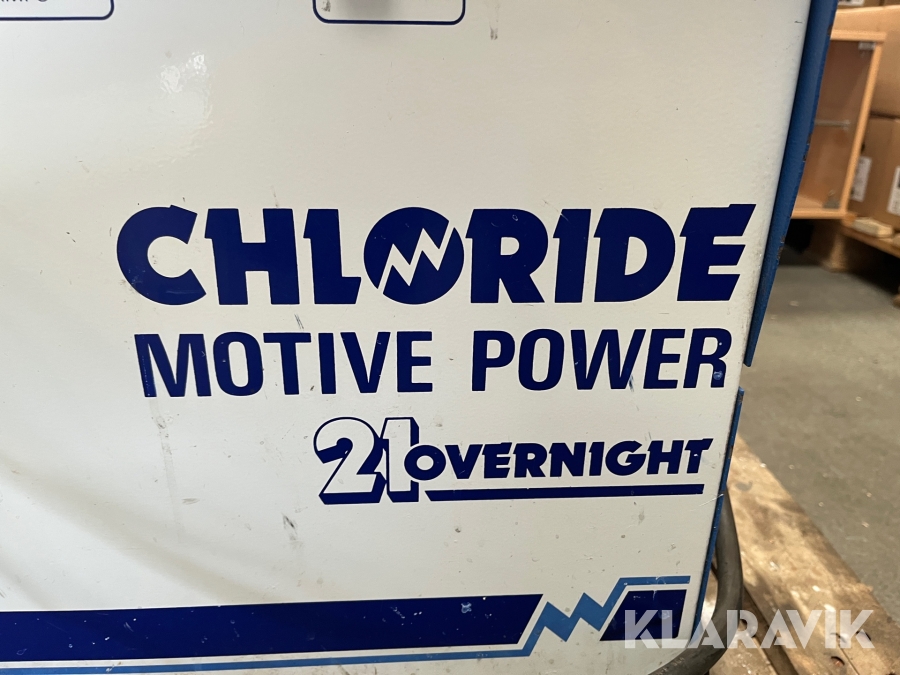 CHLORIDE
MOTIVE POWER
21 OVERNIGHT
KLARAVIK